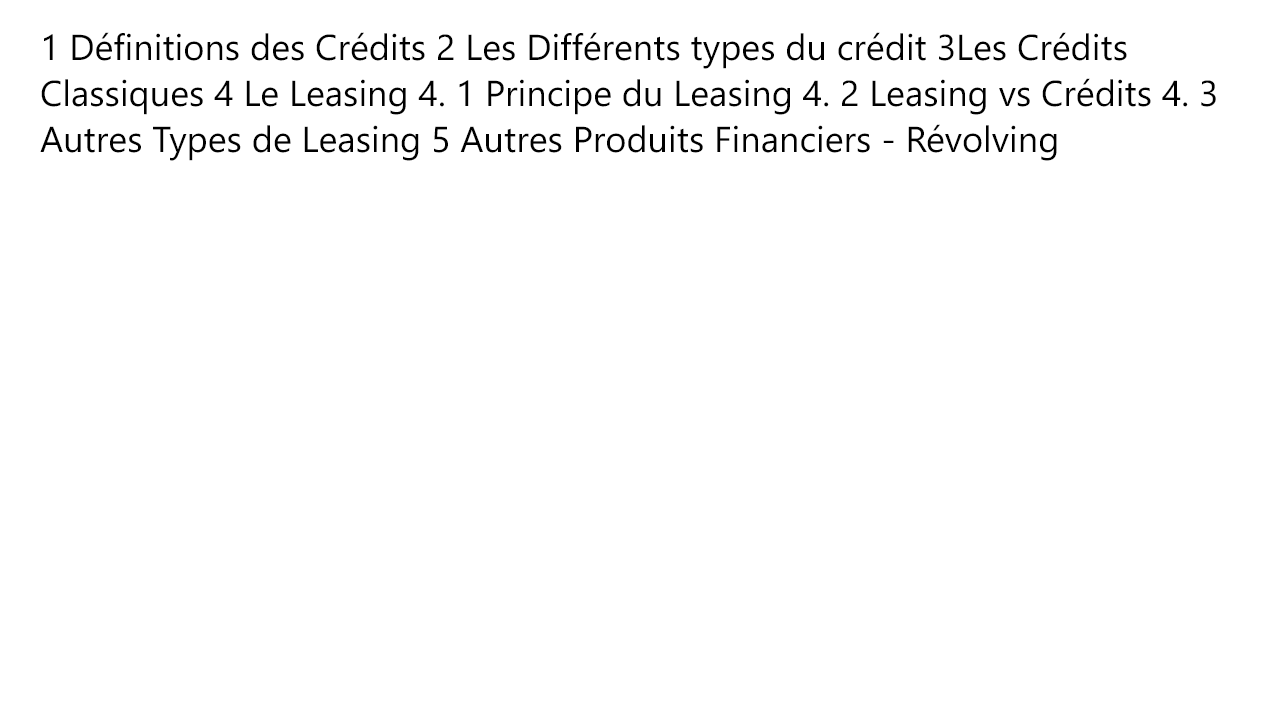 1 Définitions des Crédits 2 Les Différents types du crédit 3Les Crédits
Classiques 4 Le Leasing 4. 1 Principe du Leasing 4. 2 Leasing vs Crédits 4. 3
Autres Types de Leasing 5 Autres Produits Financiers - Révolving